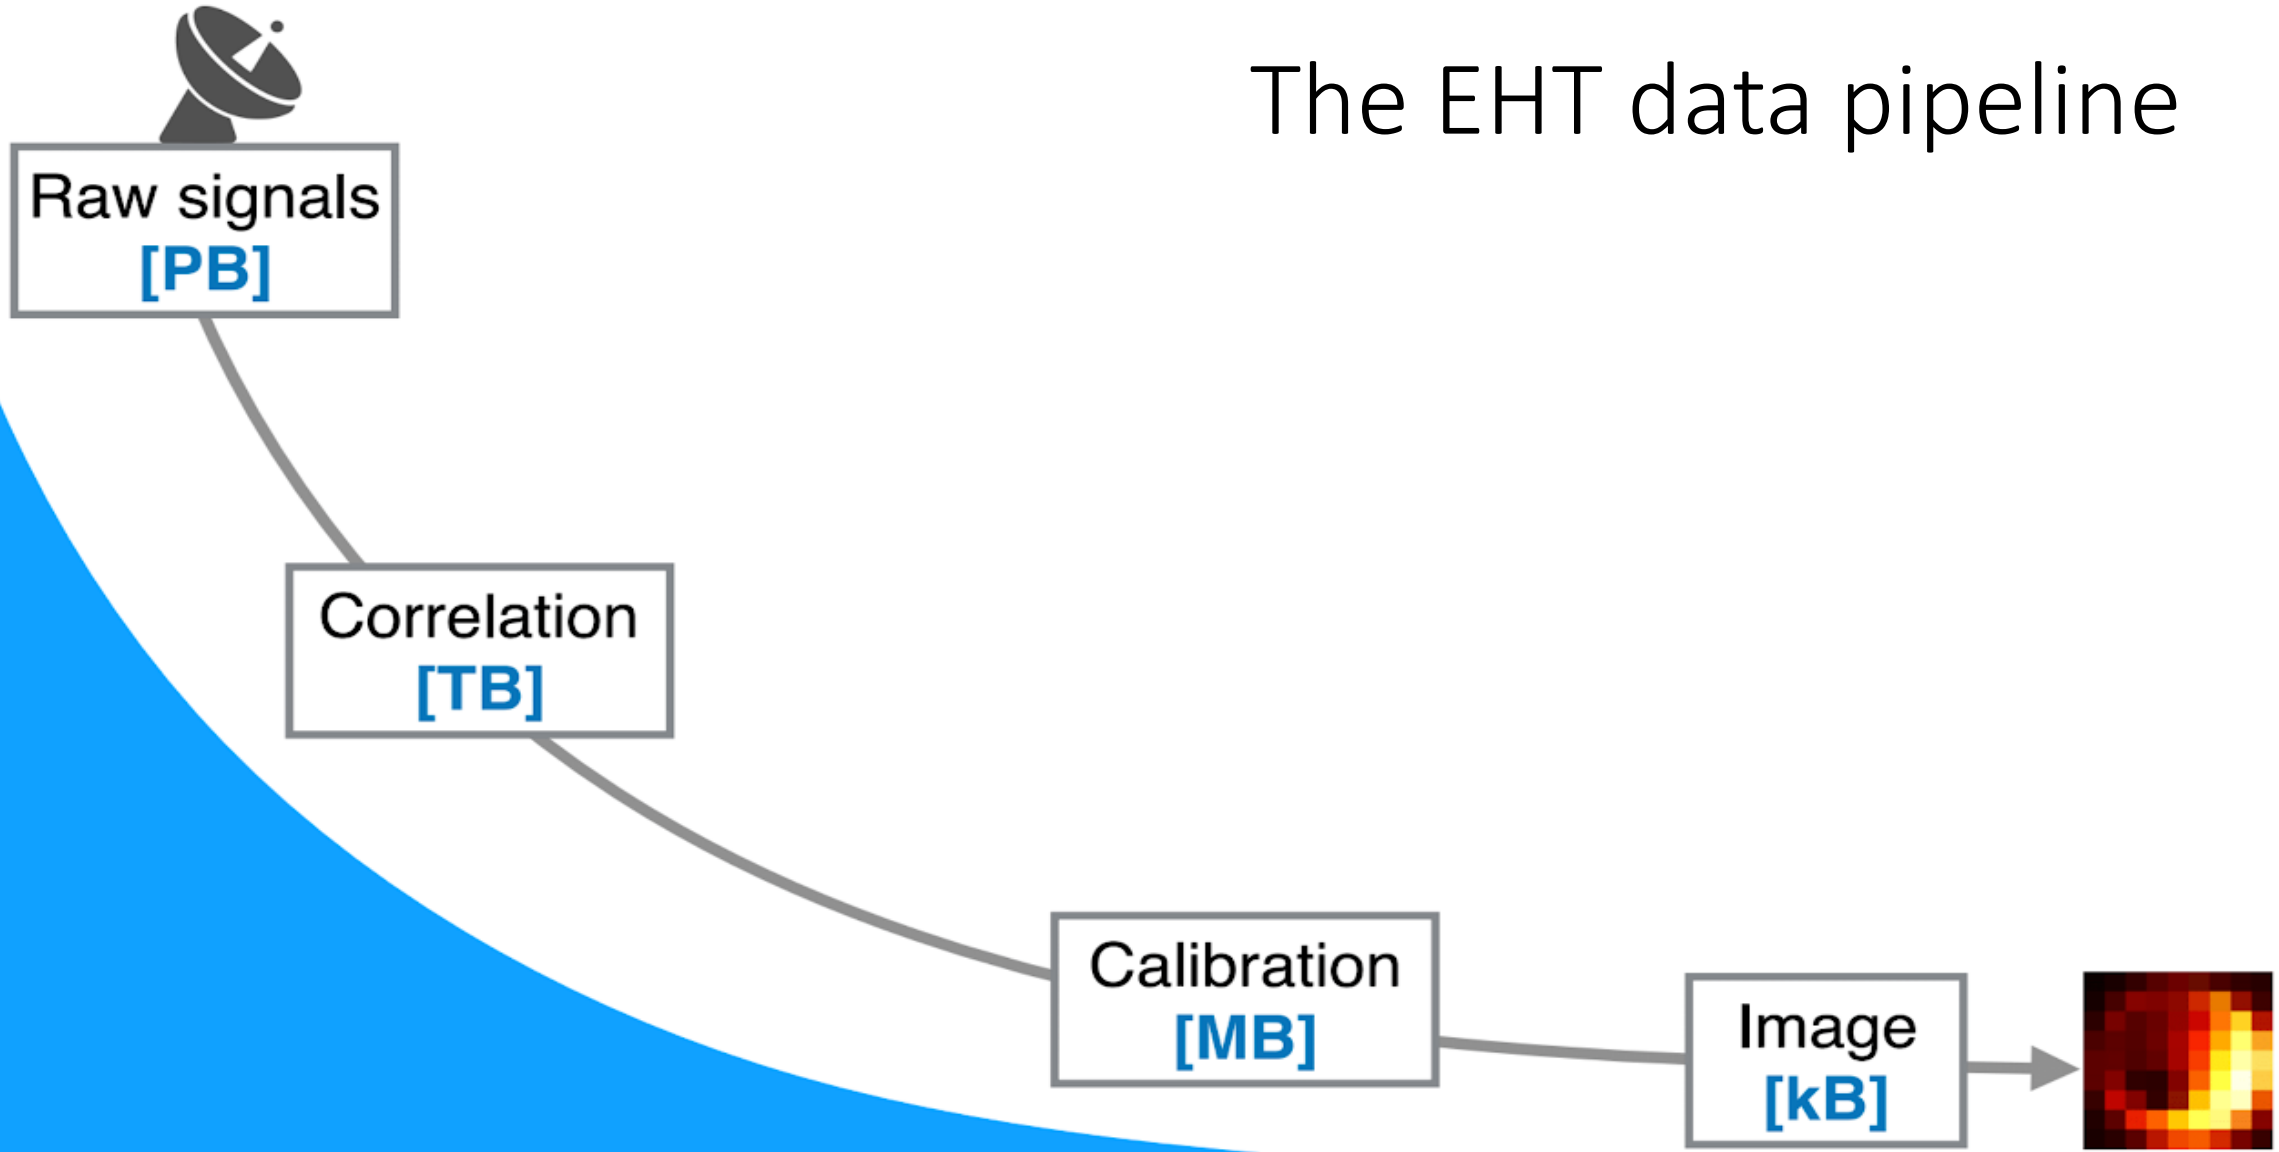 The EHT data pipeline
Raw signals
[PB]
Correlation
[TB]
Calibration
[MB]
Image
[kB]